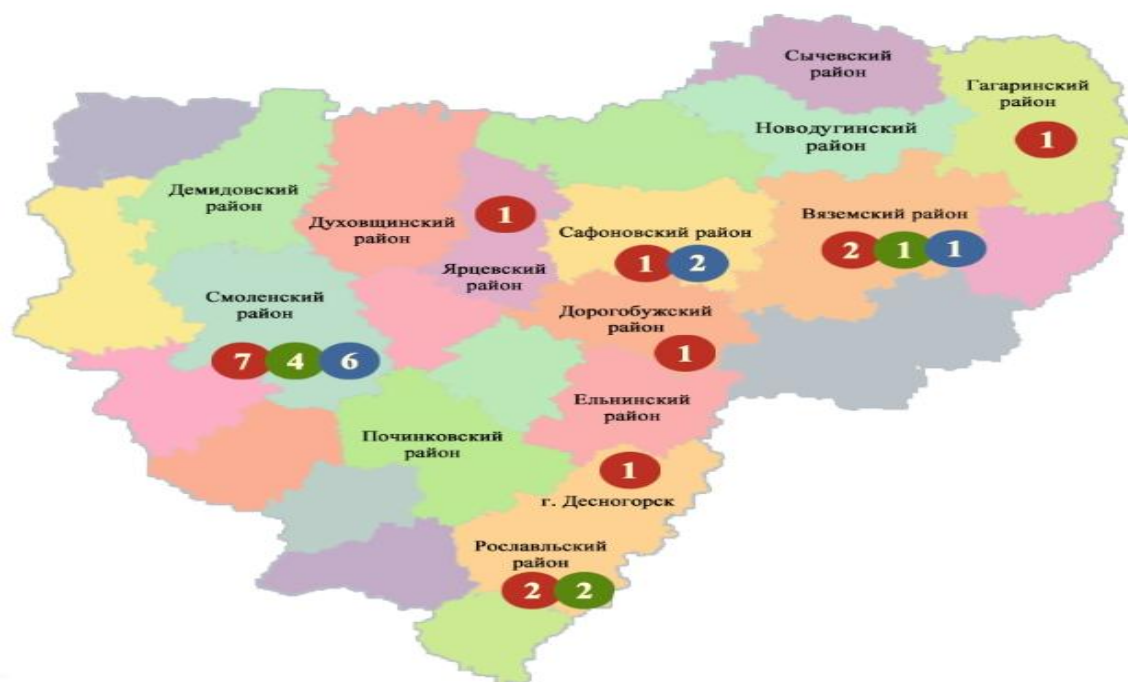 Сычевский
район
Гагаринский
район
1
Новодугинский
район
Демидовский
район
Духовщинский
район
1
Ярцевский
район
Сафоновский район
1 2
Вяземский район
2 1 1
Смоленский
район
7 4 6
Дорогобужский
район
1
Ельнинский
район
Починковский
район
1
г. Десногорск
Рославльский
район
2 2